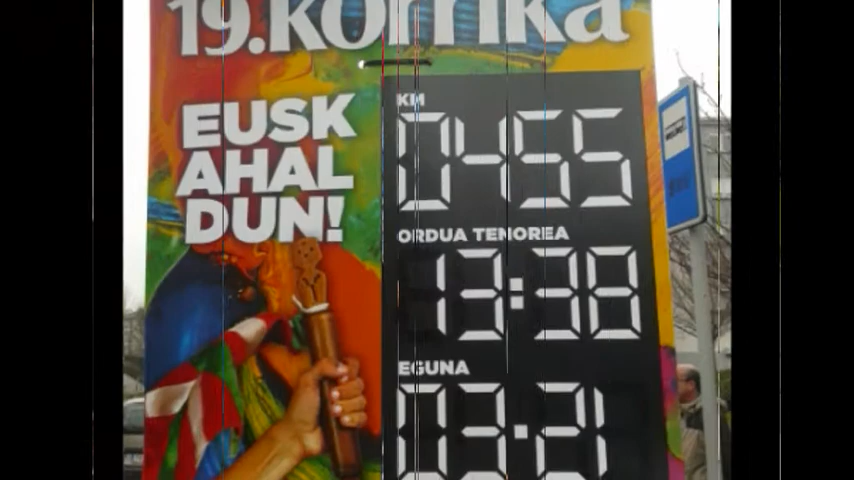 19.korrika
EUSK
AHAL
DUN!
KM
0455
ORDUA TENOREA
13:38
EGUNA
03·21